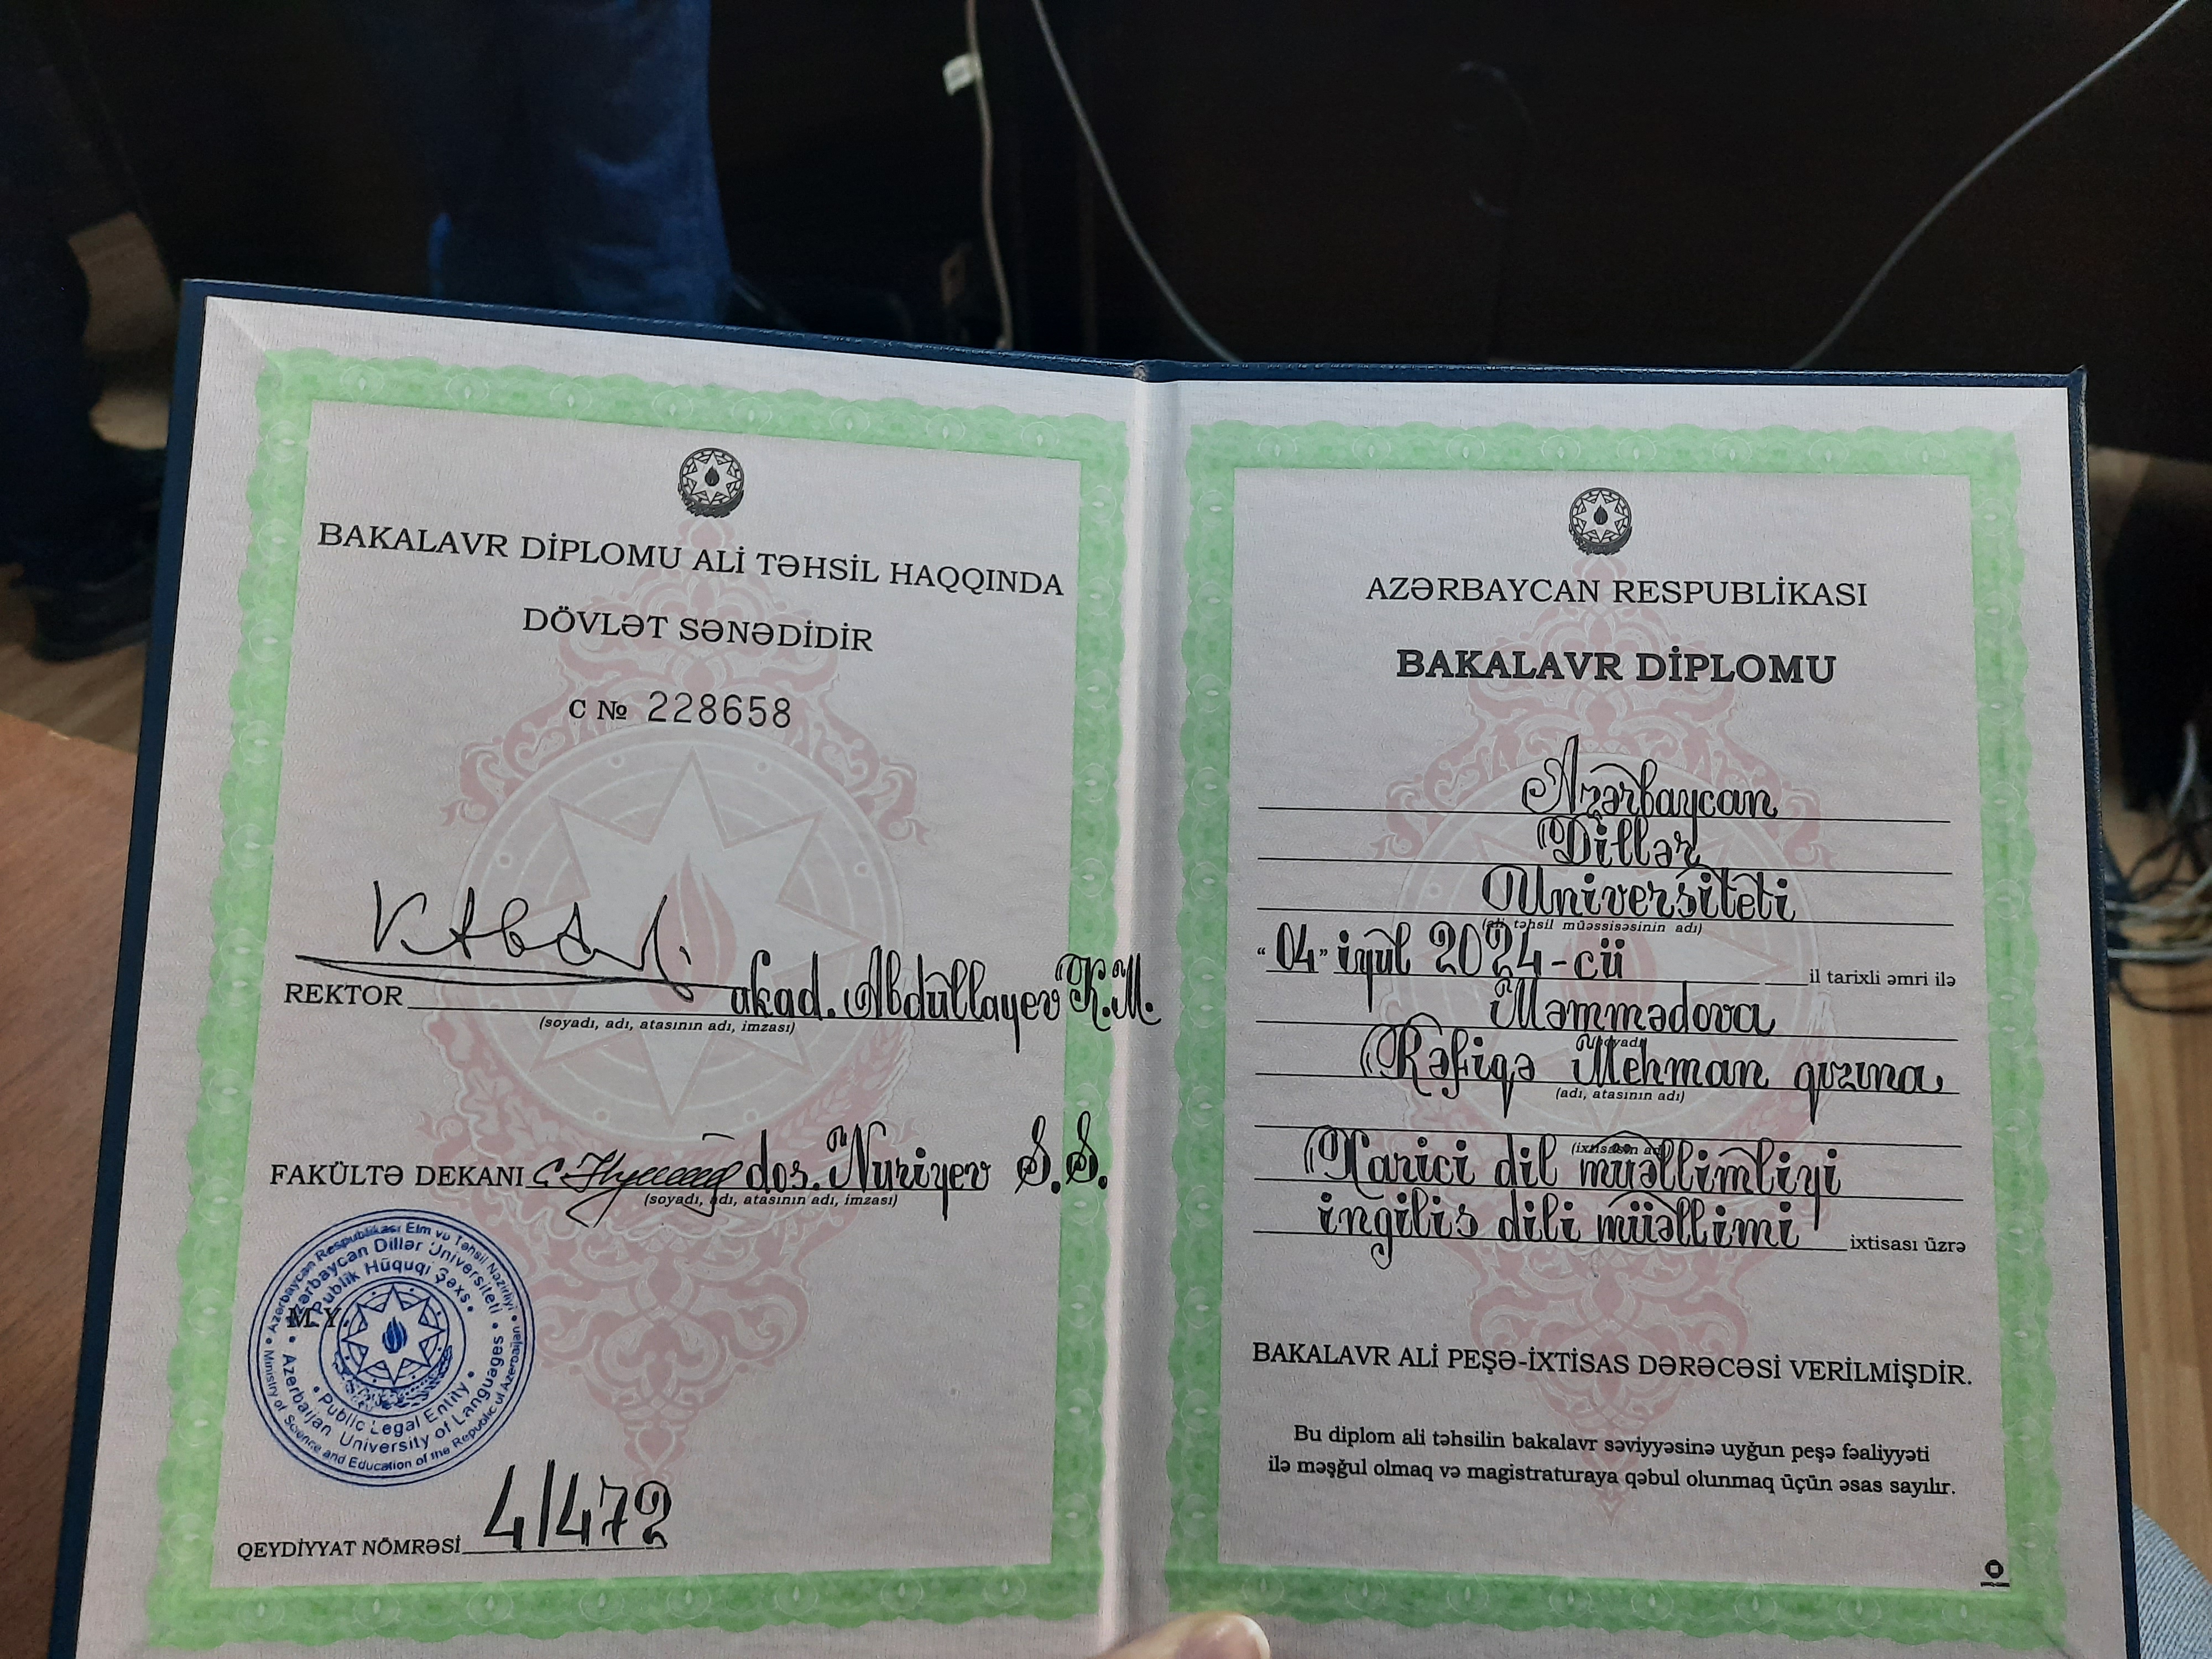 BAKALAVR DİPLOMU ALİ TƏHSİL HAQQINDA
DÖVLƏT SƏNƏDİDİR
C № 228658
REKTOR akad. Abdullayev K.M.
(soyadı, adı, atasının adı, imzası)
FAKÜLTƏ DEKANI dos. Nuriyev S.S.
(soyadı, adı, atasının adı, imzası)
Azərbaycan Respublikası Elm və Təhsil Nazirliyi
Azərbaycan Dillər Universiteti
Publik Hüquqi Şəxs
M.Y.
Public Legal Entity
Azerbaijan University of Languages
Ministry of Science and Education of the Republic of Azerbaijan
QEYDİYYAT NÖMRƏSİ 4/472
AZƏRBAYCAN RESPUBLİKASI
BAKALAVR DİPLOMU
Azərbaycan
Dillər
Universiteti
(ali təhsil müəssisəsinin adı)
"04" iyul 2024-cü il tarixli əmri ilə
Məmmədova
(soyadı)
Rəfiqə Mehman qızına
(adı, atasının adı)
(ixtisasın adı)
Xarici dil müəllimliyi
ingilis dili müəllimi ixtisası üzrə
BAKALAVR ALİ PEŞƏ-İXTİSAS DƏRƏCƏSİ VERİLMİŞDİR.
Bu diplom ali təhsilin bakalavr səviyyəsinə uyğun peşə fəaliyyəti
ilə məşğul olmaq və magistraturaya qəbul olunmaq üçün əsas sayılır.